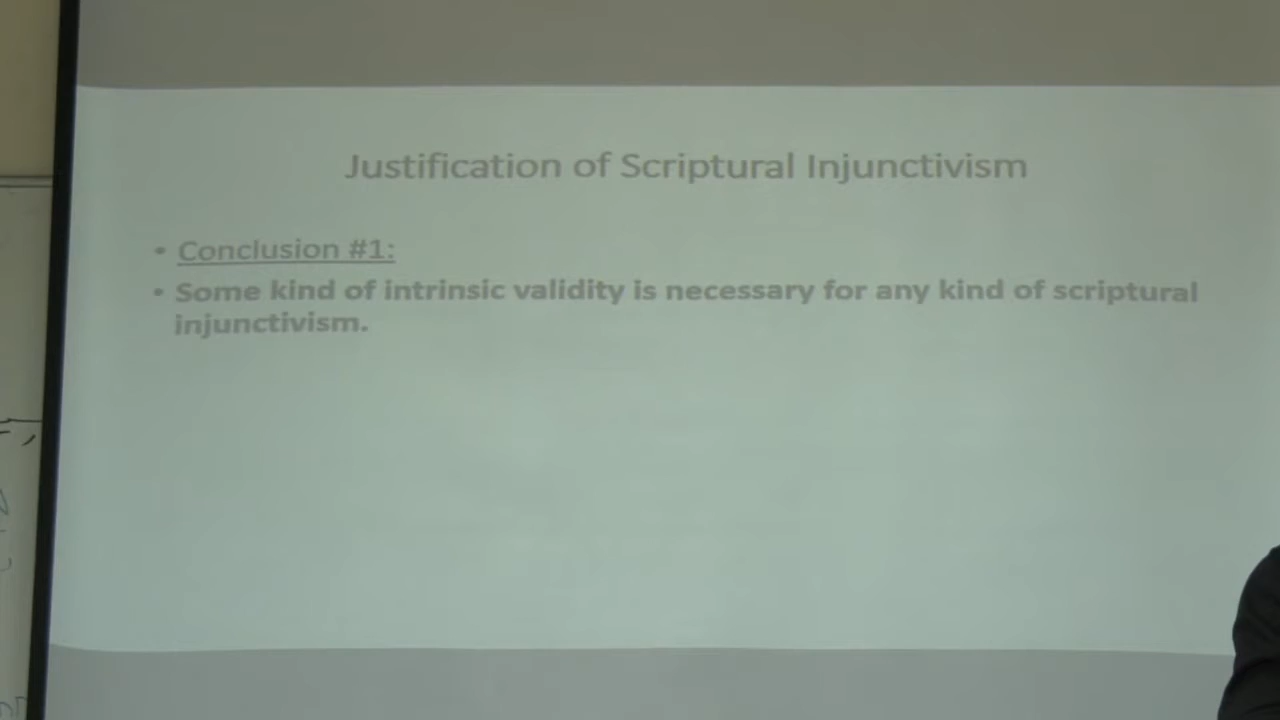 Justification of Scriptural Injunctivism
• Conclusion #1:
• Some kind of intrinsic validity is necessary for any kind of scriptural
injunctivism.